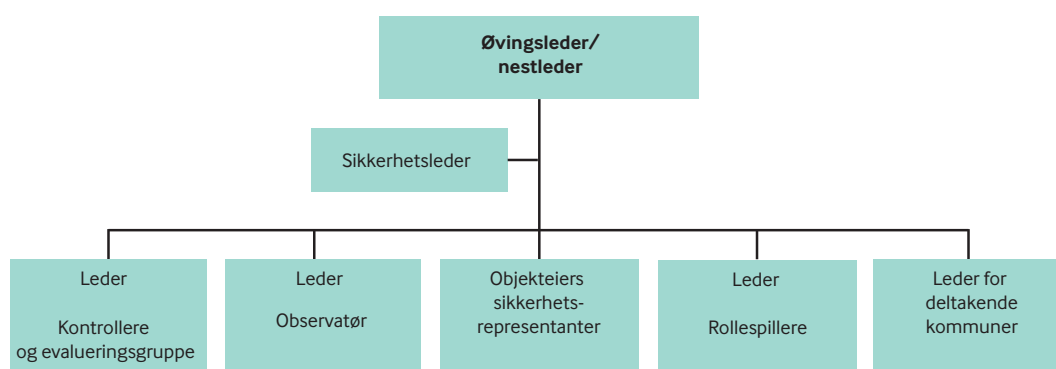 Øvingsleder/
nestleder
Sikkerhetsleder
Leder
Kontrollere
og evalueringsgruppe
Leder
Observatør
Objekteiers
sikkerhets-
representanter
Leder
Rollespillere
Leder for
deltakende
kommuner